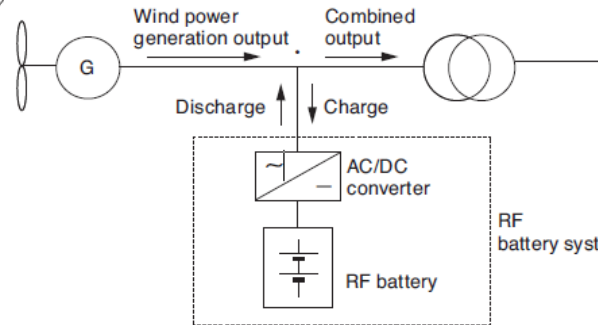 Wind power
generation output
Combined
output
G
Discharge
Charge
~
AC/DC
converter
—
RF
battery syst
RF battery